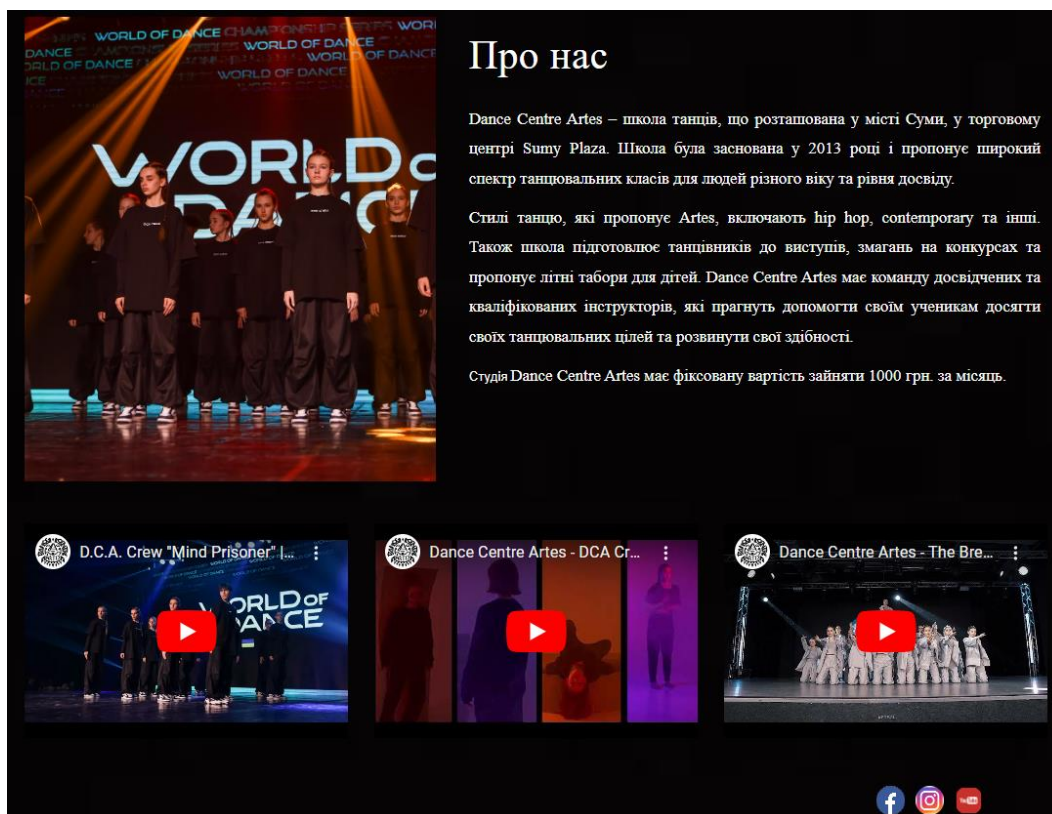 WORLD OF DANCE CHAMPIONSHIP SERIES WORL
DANCE
WORLD OF DANCE
WORLD OF DANCE
WORLD OF DANCE
WORLD OF DANCE
WORLD OF
DANCE
Про нас
Dance Centre Artes – школа танців, що розташована у місті Суми, у торговому
центрі Sumy Plaza. Школа була заснована у 2013 році і пропонує широкий
спектр танцювальних класів для людей різного віку та рівня досвіду.
Стилі танцю, які пропонує Artes, включають hip hop, contemporary та інші.
Також школа підготовлює танцівників до виступів, змагань на конкурсах та
пропонує літні табори для дітей. Dance Centre Artes має команду досвідчених та
кваліфікованих інструкторів, які прагнуть допомогти своїм ученикам досягти
своїх танцювальних цілей та розвинути свої здібності.
Студія Dance Centre Artes має фіксовану вартість зайняти 1000 грн. за місяць.
D.C.A. Crew "Mind Prisoner" |...
WORLD OF
DANCE
Dance Centre Artes - DCA Cr...
Dance Centre Artes - The Bre...
YouTube